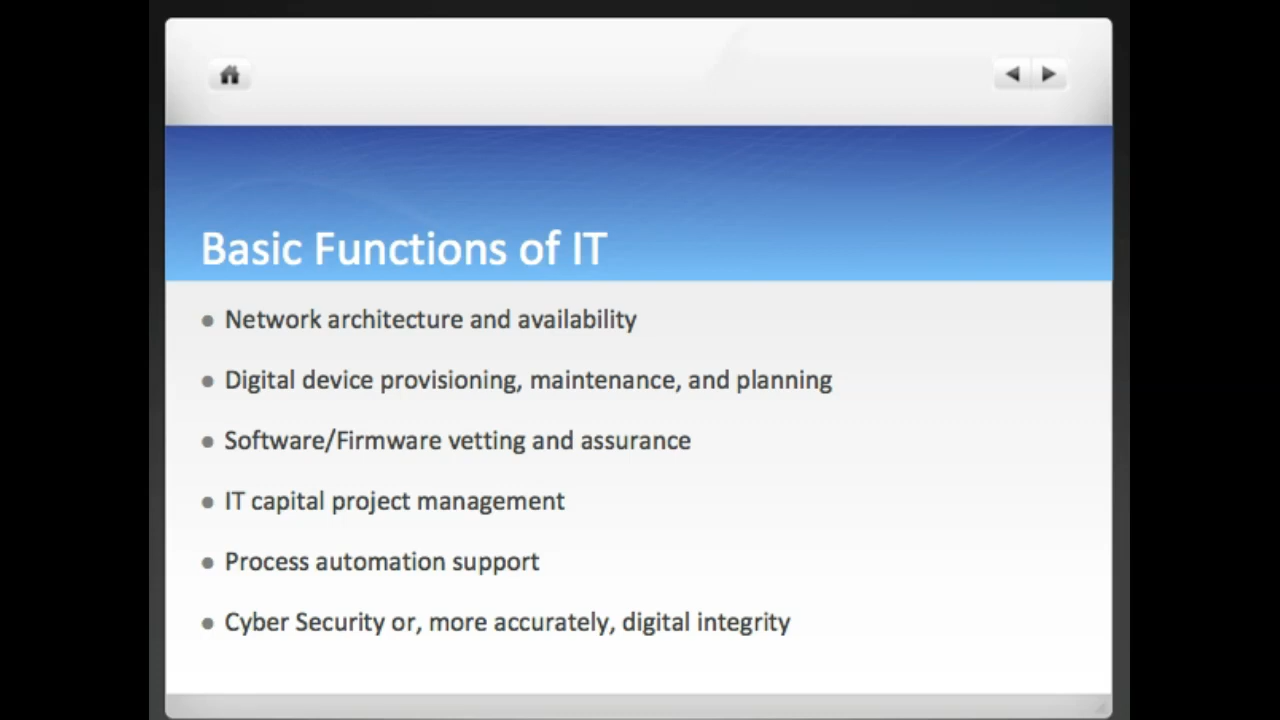 Basic Functions of IT
Network architecture and availability
Digital device provisioning, maintenance, and planning
Software/Firmware vetting and assurance
IT capital project management
Process automation support
Cyber Security or, more accurately, digital integrity